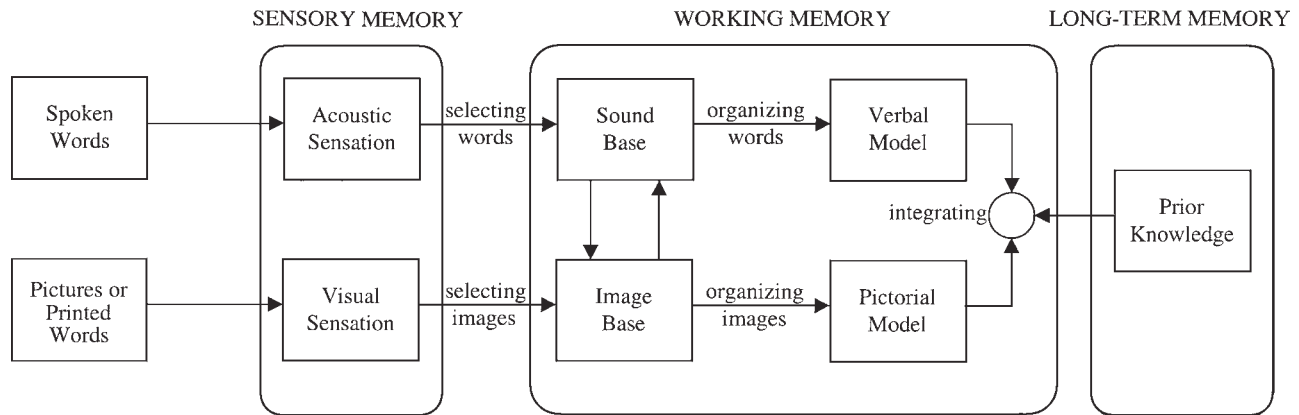 SENSORY MEMORY
WORKING MEMORY
LONG-TERM MEMORY
Spoken
Words
Acoustic
Sensation
selecting
words
Sound
Base
organizing
words
Verbal
Model
integrating
Prior
Knowledge
Pictures or
Printed
Words
Visual
Sensation
selecting
images
Image
Base
organizing
images
Pictorial
Model